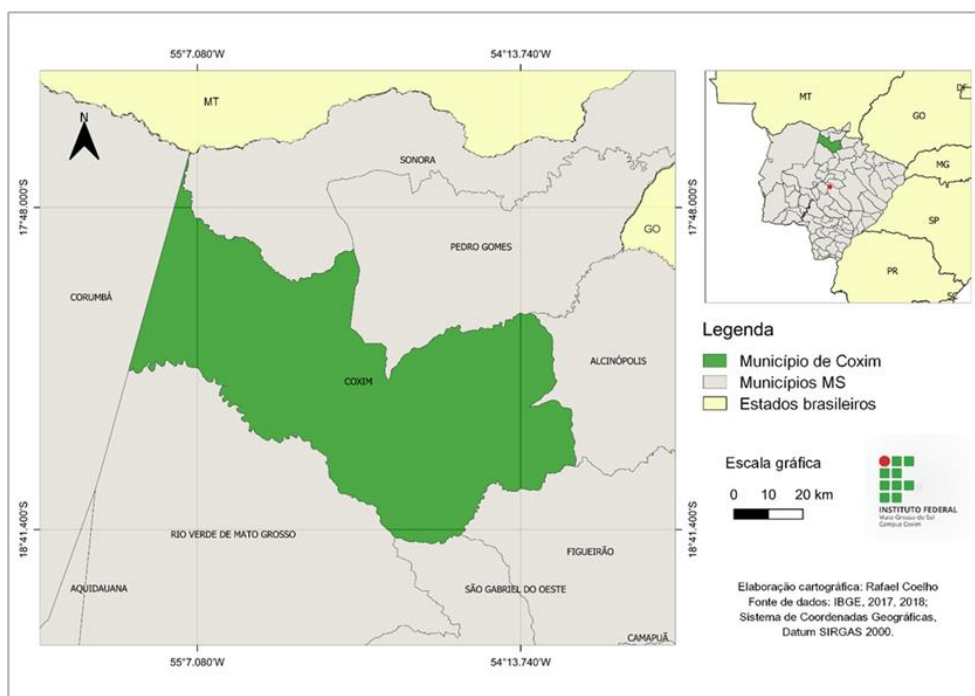 55°7.080'W
54°13.740'W
MT
N
SONORA
17°48.000'S
17°48.000'S
PEDRO GOMES
GO
CORUMBÁ
ALCINÓPOLIS
COXIM
18°41.400'S
18°41.400'S
RIO VERDE DE MATO GROSSO
FIGUEIRÃO
AQUIDAUANA
SÃO GABRIEL DO OESTE
CAMAPUÃ
55°7.080'W
54°13.740'W
MT
DF
GO
MG
SP
PR
SC
Legenda
Município de Coxim
Municípios MS
Estados brasileiros
Escala gráfica
0 10 20 km
INSTITUTO FEDERAL
Mato Grosso do Sul
Campus Coxim
Elaboração cartográfica: Rafael Coelho
Fonte de dados: IBGE, 2017, 2018;
Sistema de Coordenadas Geográficas,
Datum SIRGAS 2000.